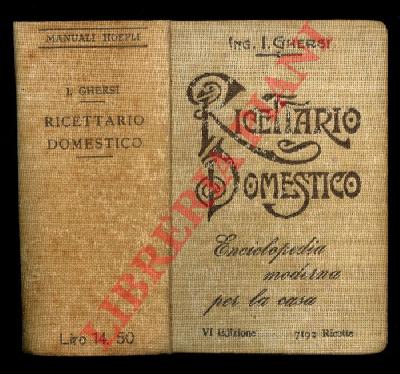 MANUALI HOEPLI
I. GHERSI
RICETTARIO
DOMESTICO
Lire 14,50
ING. I. GHERSI
RICETTARIO
DOMESTICO
Enciclopedia
moderna
per la casa
VI Edizione 7192 Ricette
LIBRERIA PIANI